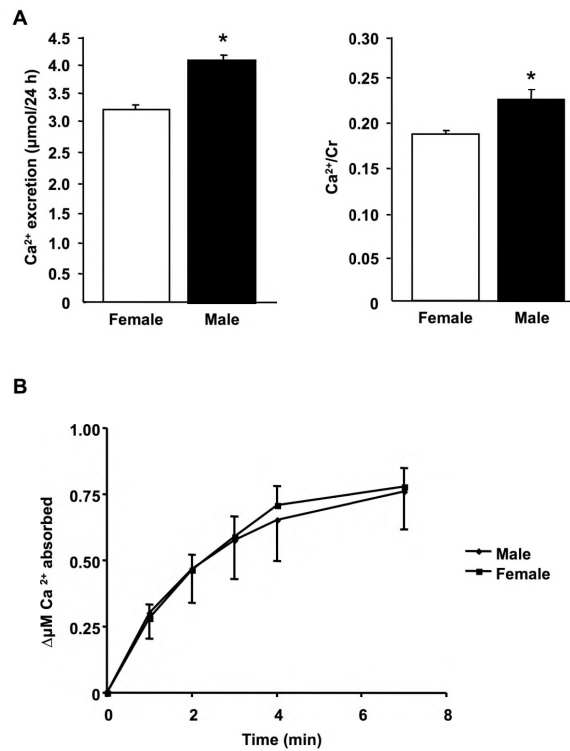 A
Ca²⁺ excretion (µmol/24 h)
4.5
4.0
3.5
3.0
2.5
2.0
1.5
1.0
0.5
0
*
Female Male
Ca²⁺/Cr
0.30
0.25
0.20
0.15
0.10
0.05
0
*
Female Male
B
ΔµM Ca ²⁺ absorbed
1.00
0.75
0.50
0.25
0
0 2 4 6 8
Time (min)
Male
Female